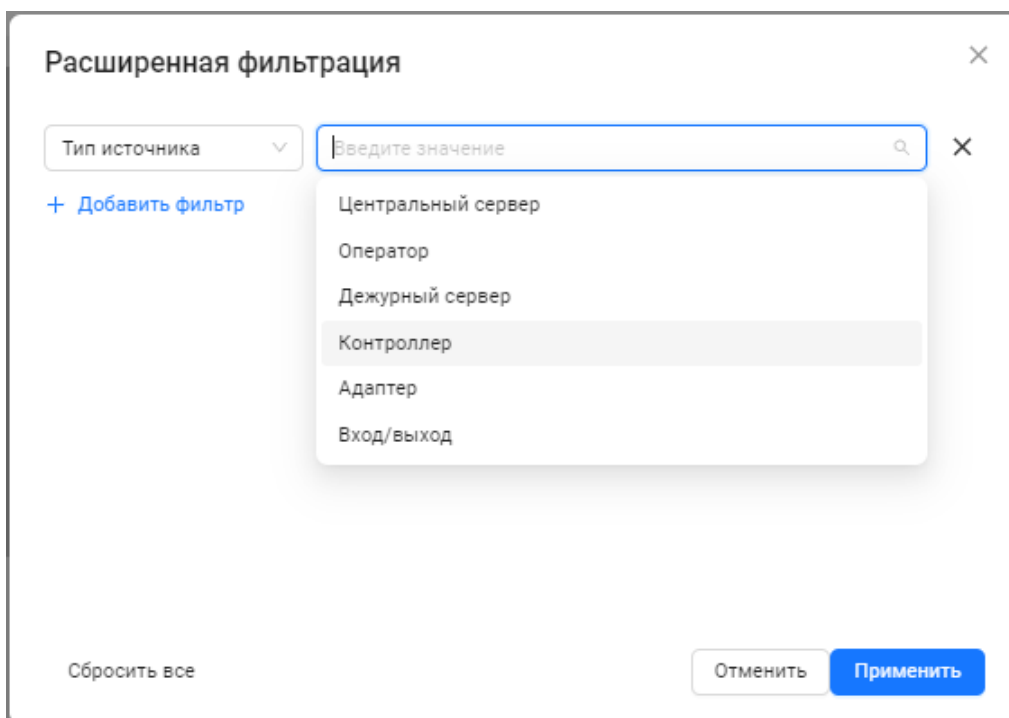 Расширенная фильтрация
Тип источника
Введите значение
+ Добавить фильтр
Центральный сервер
Оператор
Дежурный сервер
Контроллер
Адаптер
Вход/выход
Сбросить все
Отменить
Применить